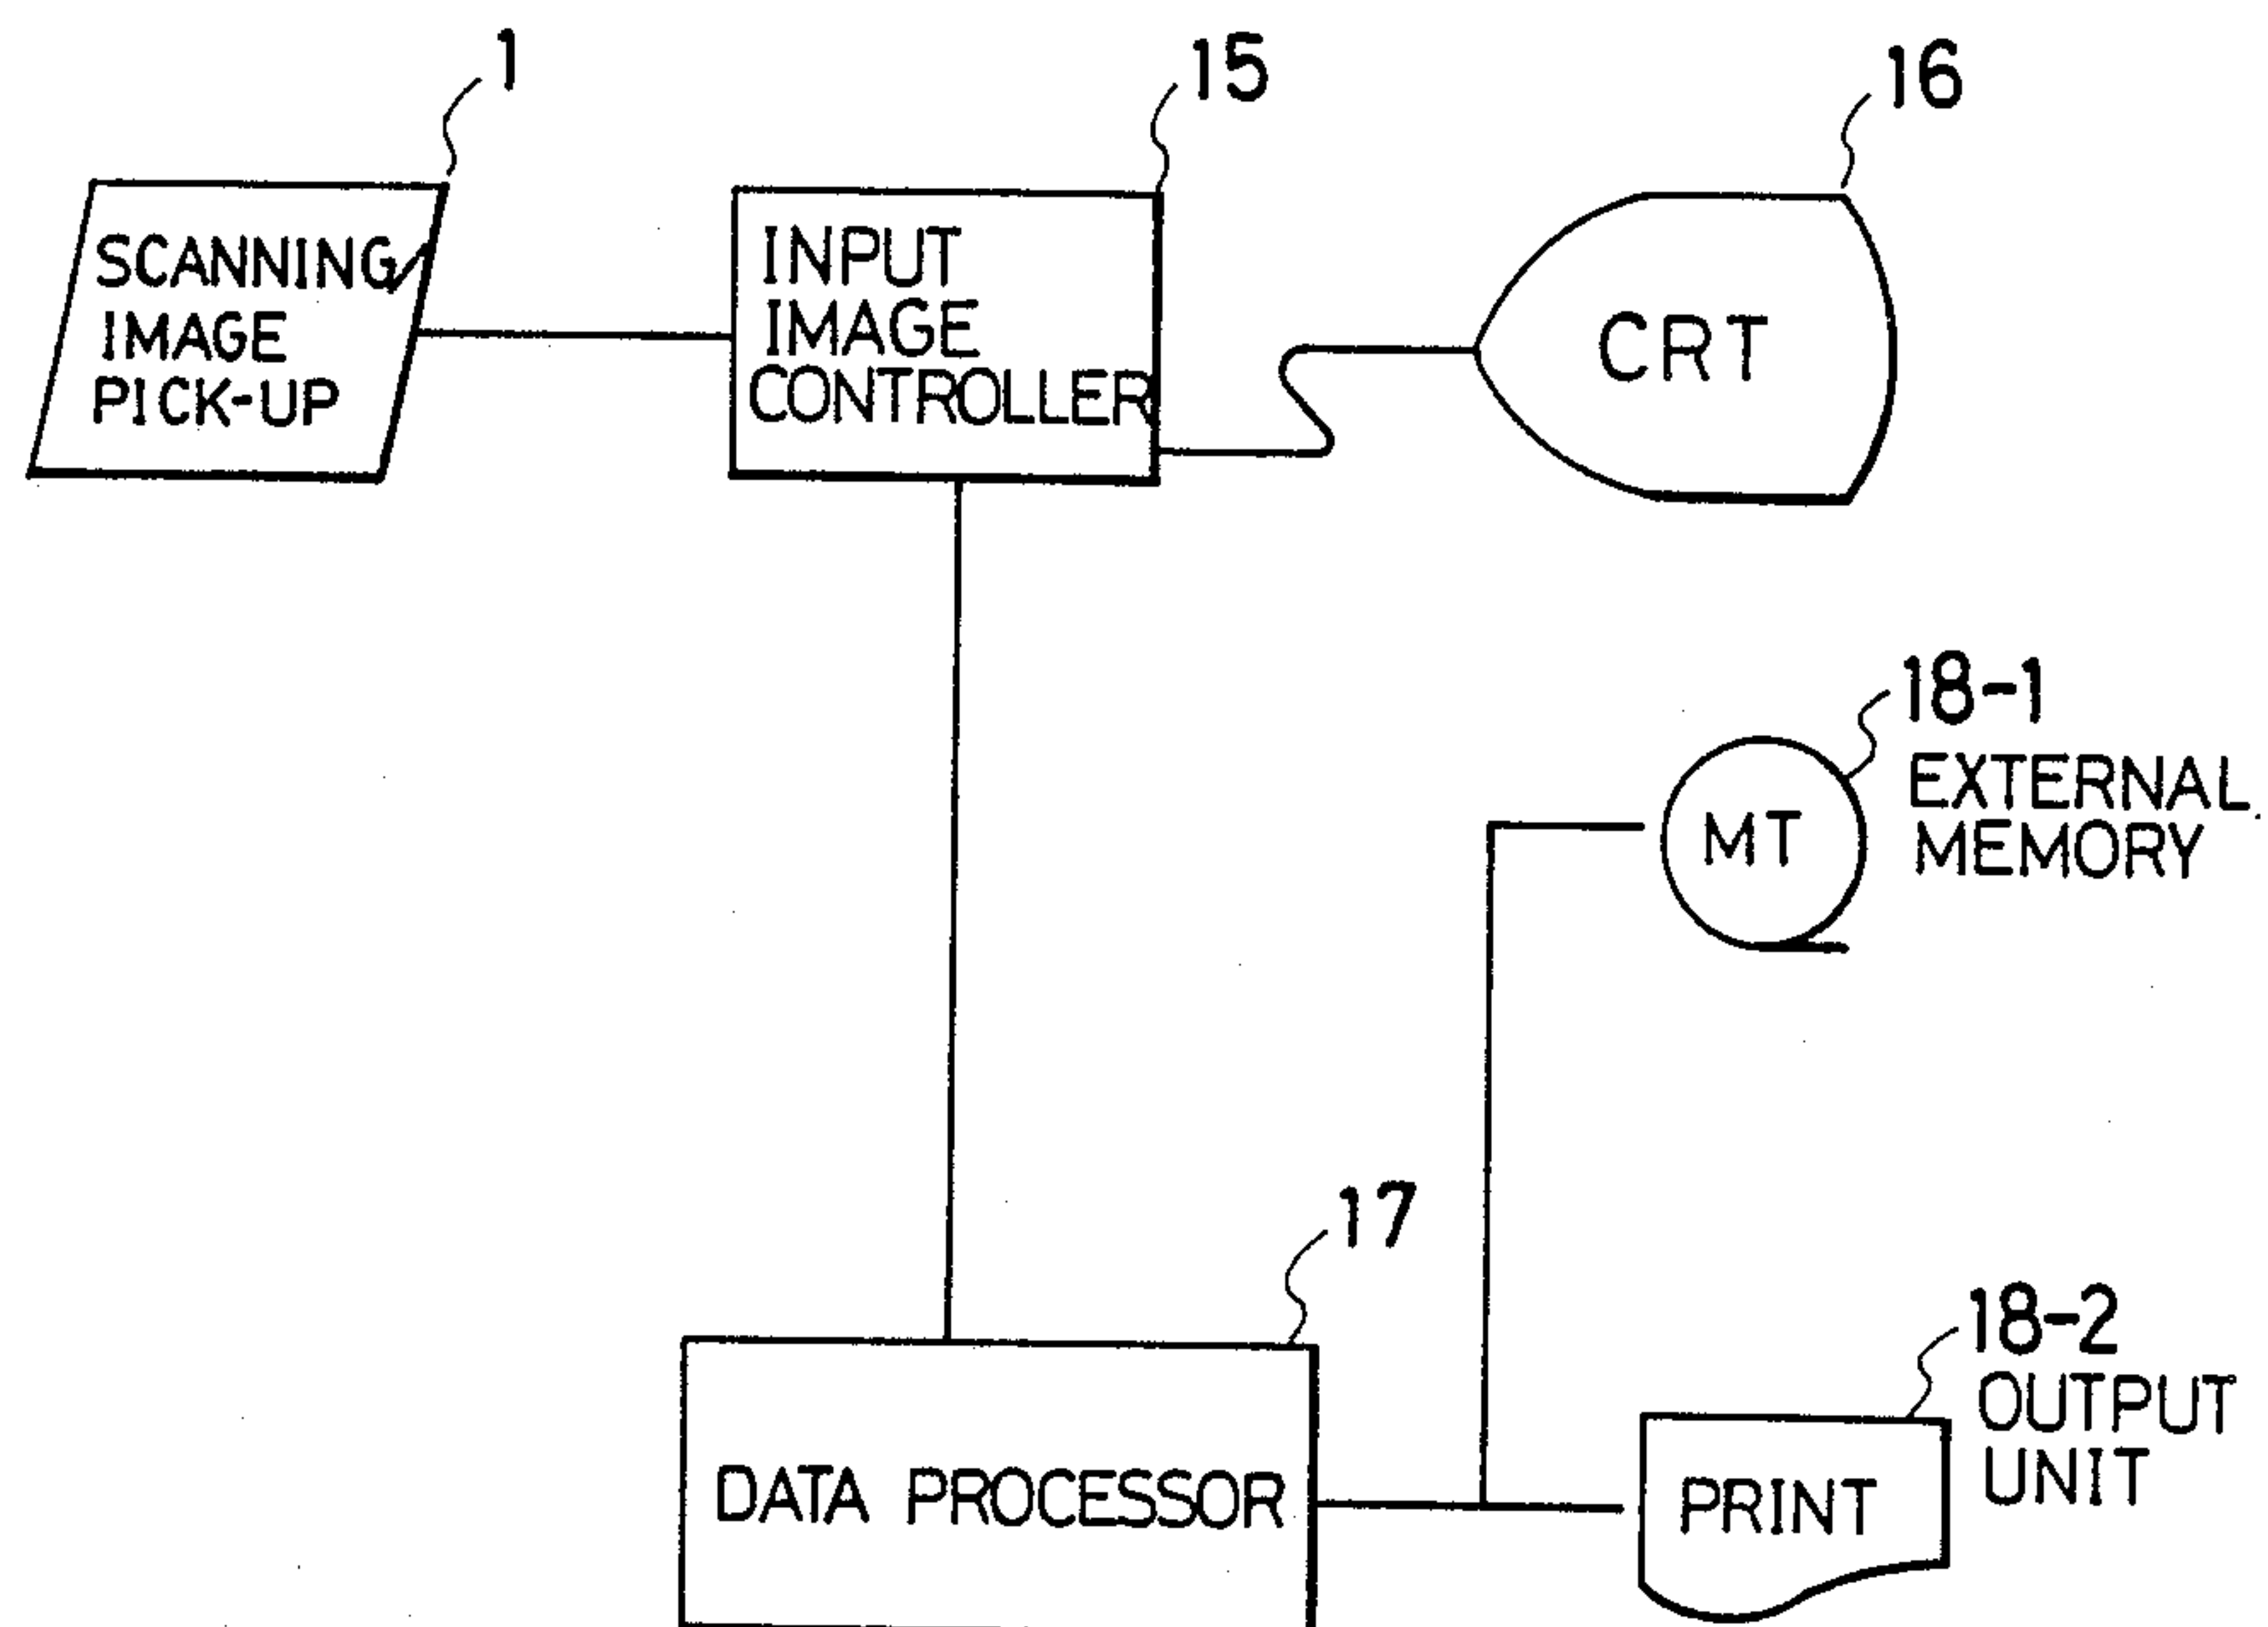 1
15
16
SCANNING
IMAGE
PICK-UP
INPUT
IMAGE
CONTROLLER
CRT
18-1
EXTERNAL
MEMORY
MT
17
18-2
OUTPUT
UNIT
DATA PROCESSOR
PRINT